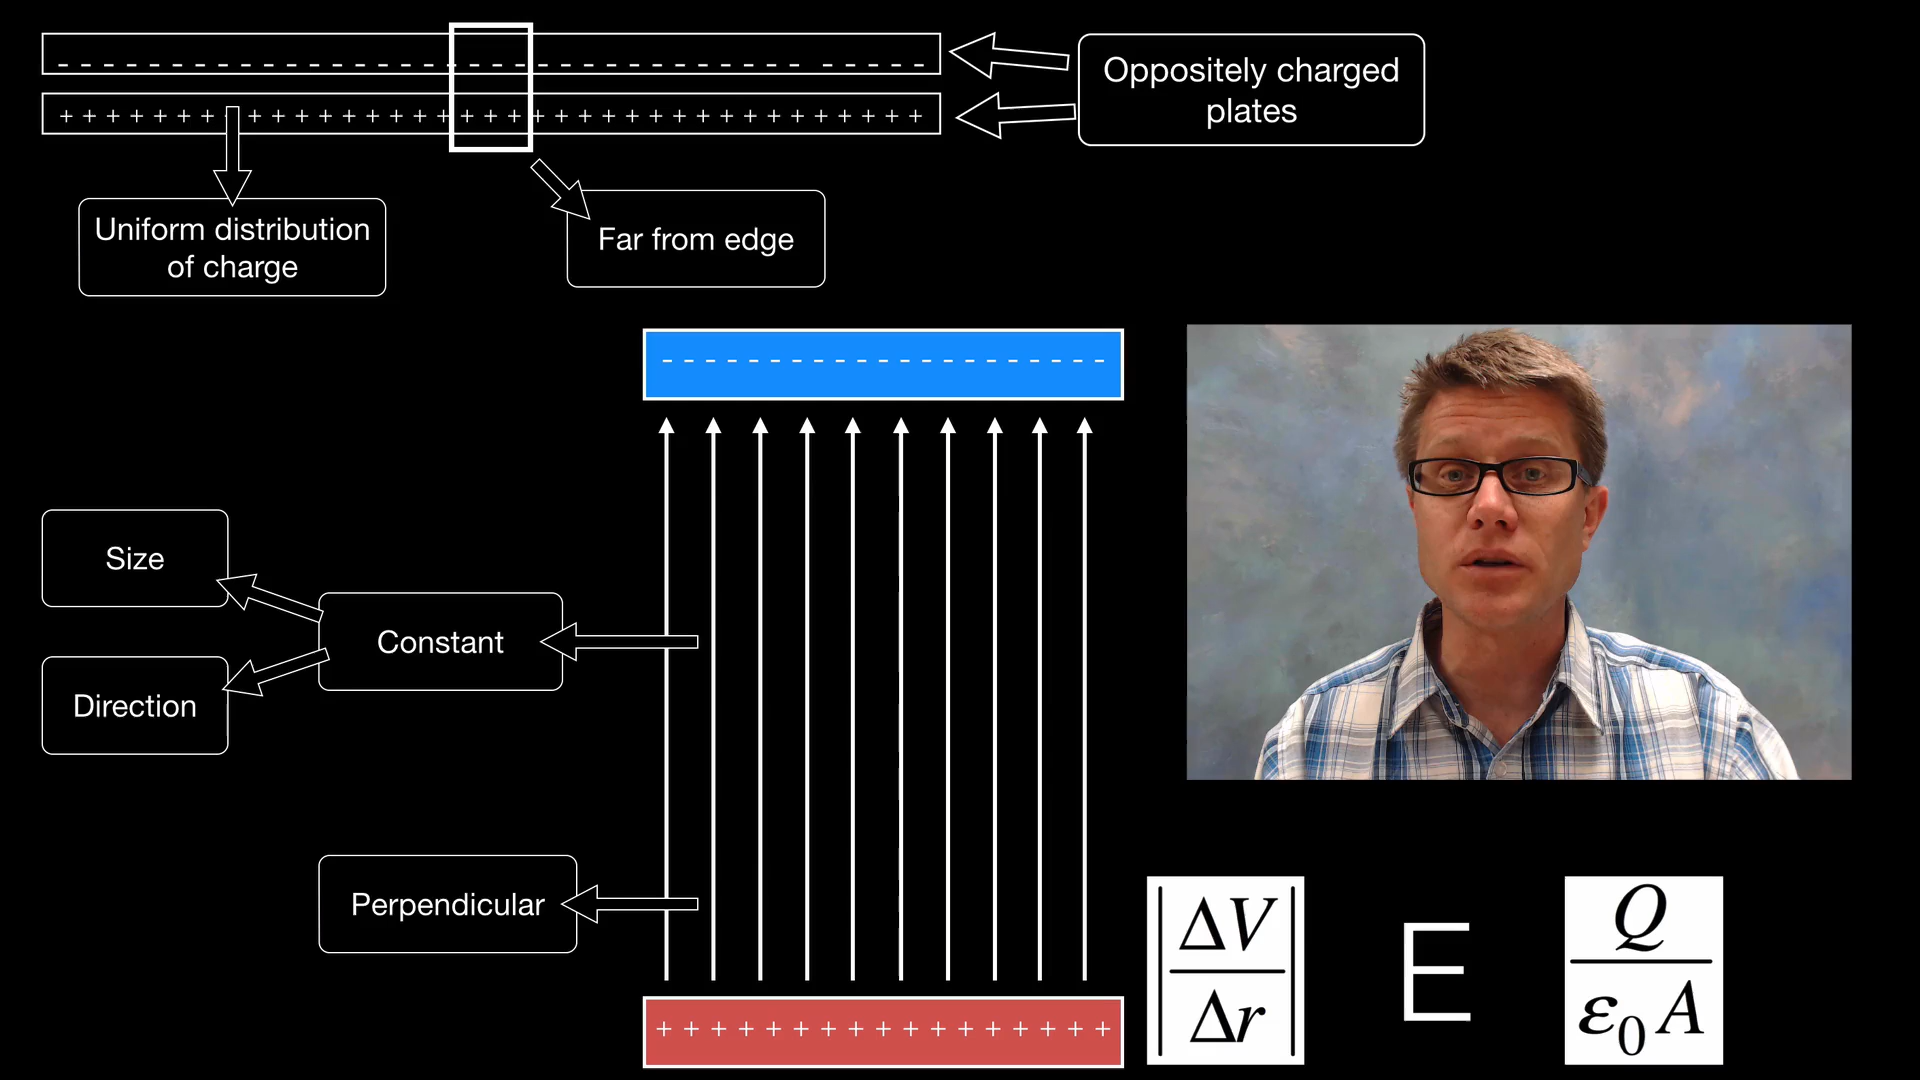 - - - - - - - - - - - - - - - - - - - - - - - - - - - - - - - - - - - - -
+ + + + + + + + + + + + + + + + + + + + + + + + + + + + + + + + + + + +
Oppositely charged
plates
Uniform distribution
of charge
Far from edge
- - - - - - - - - - - - - - - - - - - - -
Size
Constant
Direction
Perpendicular
+ + + + + + + + + + + + + + + + +
|ΔV/Δr| E Q/ε₀A